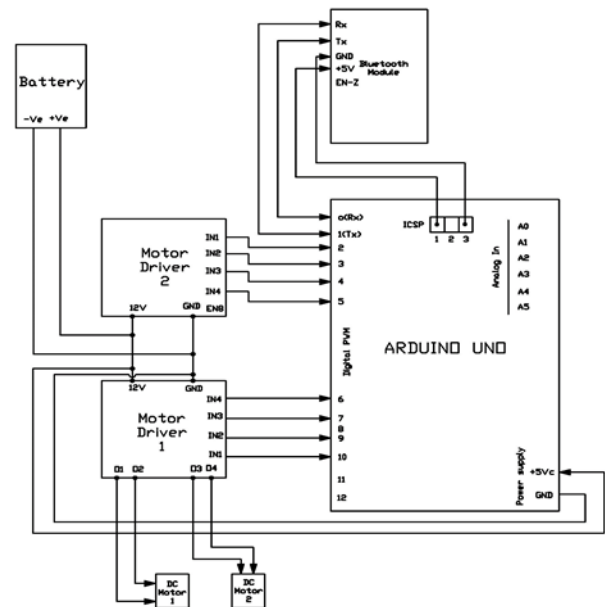 Rx
Tx
GND
+5V
Bluetooth
Module
EN-Z
Battery
-Ve +Ve
0(Rx)
1(Tx)
2
3
4
5
6
7
8
9
10
11
12
Digital PWM
ICSP
1 2 3
Analog In
A0
A1
A2
A3
A4
A5
ARDUINO UNO
Power supply
+5Vc
GND
Motor
Driver
2
IN1
IN2
IN3
IN4
12V GND ENB
12V GND
Motor
Driver
1
IN4
IN3
IN2
IN1
O1 O2 O3 O4
DC
Motor
1
DC
Motor
2